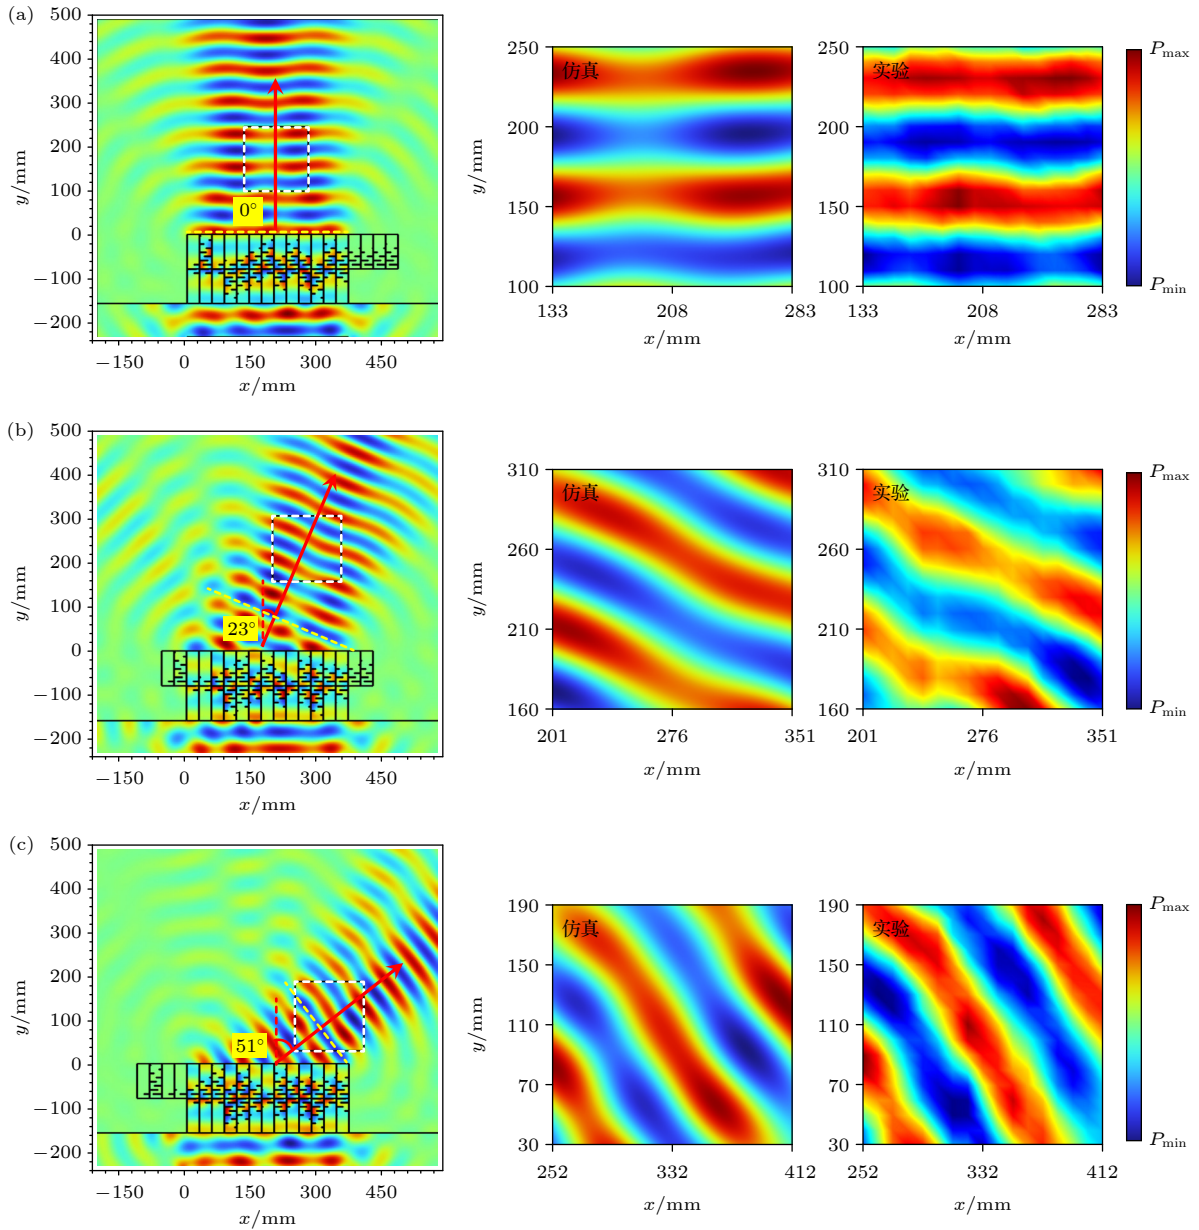 (a)
500
400
300
200
100
0
−100
−200
y/mm
0°
−150 0 150 300 450
x/mm
250
200
150
100
y/mm
仿真
133 208 283
x/mm
250
200
150
100
实验
133 208 283
x/mm
Pmax
Pmin
(b)
500
400
300
200
100
0
−100
−200
y/mm
23°
−150 0 150 300 450
x/mm
310
260
210
160
y/mm
仿真
201 276 351
x/mm
310
260
210
160
实验
201 276 351
x/mm
Pmax
Pmin
(c)
500
400
300
200
100
0
−100
−200
y/mm
51°
−150 0 150 300 450
x/mm
190
150
110
70
30
y/mm
仿真
252 332 412
x/mm
190
150
110
70
30
实验
252 332 412
x/mm
Pmax
Pmin